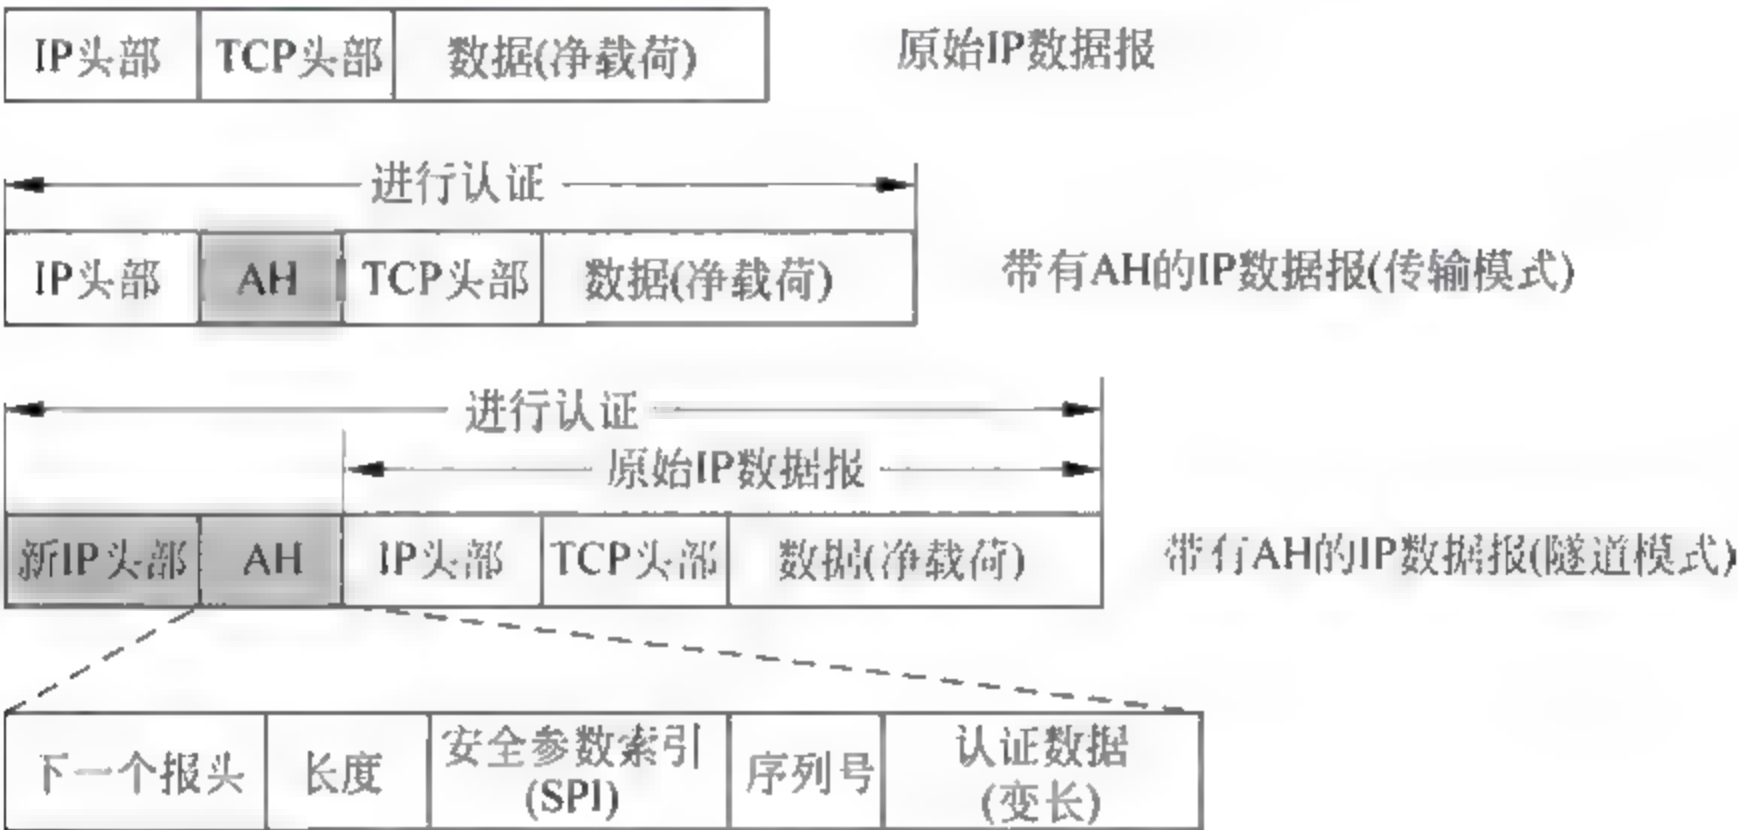 IP头部 TCP头部 数据(净载荷) 原始IP数据报
进行认证
IP头部 AH TCP头部 数据(净载荷) 带有AH的IP数据报(传输模式)
进行认证
原始IP数据报
新IP头部 AH IP头部 TCP头部 数据(净载荷) 带有AH的IP数据报(隧道模式)
下一个报头 长度 安全参数索引 序列号 认证数据
(SPI) (变长)